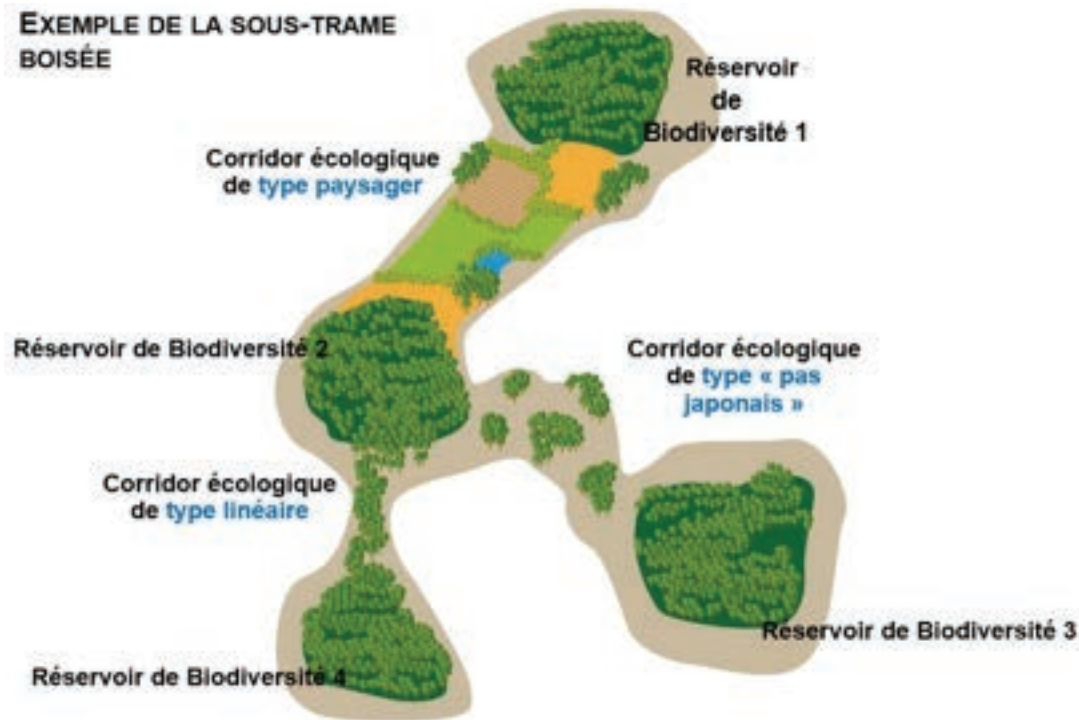 EXEMPLE DE LA SOUS-TRAME
BOISÉE
Réservoir
de
Biodiversité 1
Corridor écologique
de type paysager
Réservoir de Biodiversité 2
Corridor écologique
de type « pas
japonais »
Corridor écologique
de type linéaire
Réservoir de Biodiversité 3
Réservoir de Biodiversité 4